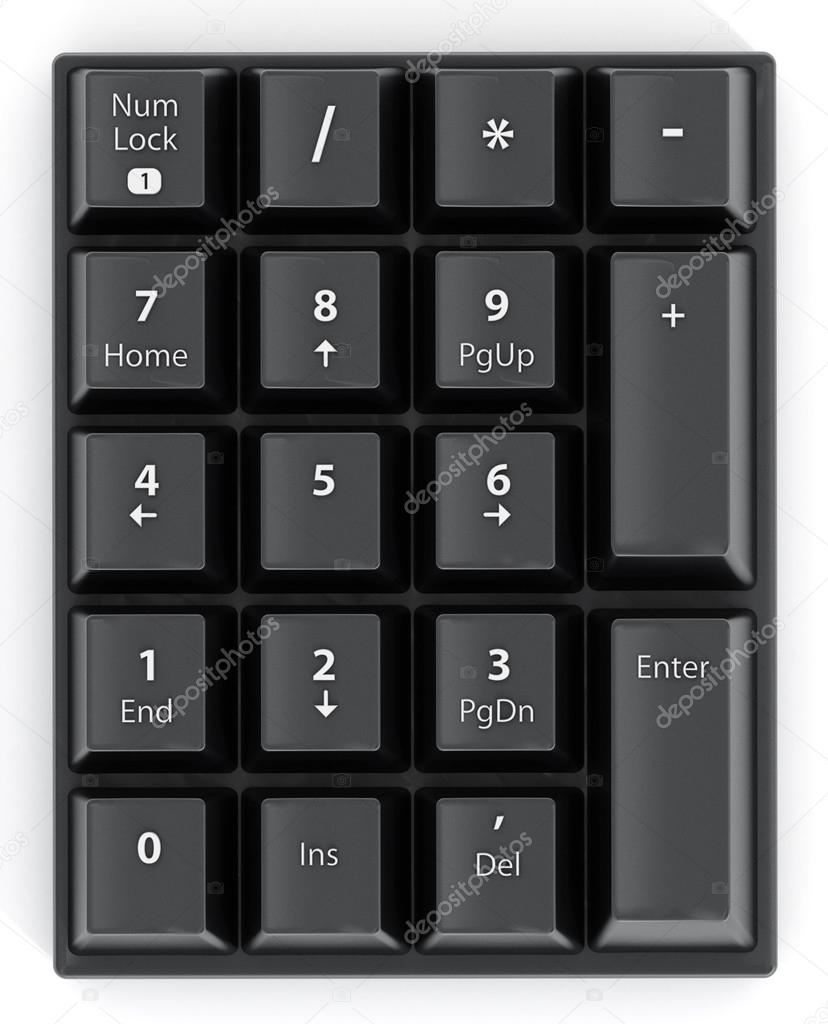 Num
Lock
1
/
*
-
7
Home
8
↑
9
PgUp
+
4
←
5
6
→
1
End
2
↓
3
PgDn
Enter
0
Ins
,
Del
depositphotos
depositphotos
depositphotos
depositphotos
depositphotos
depositphotos
depositphotos